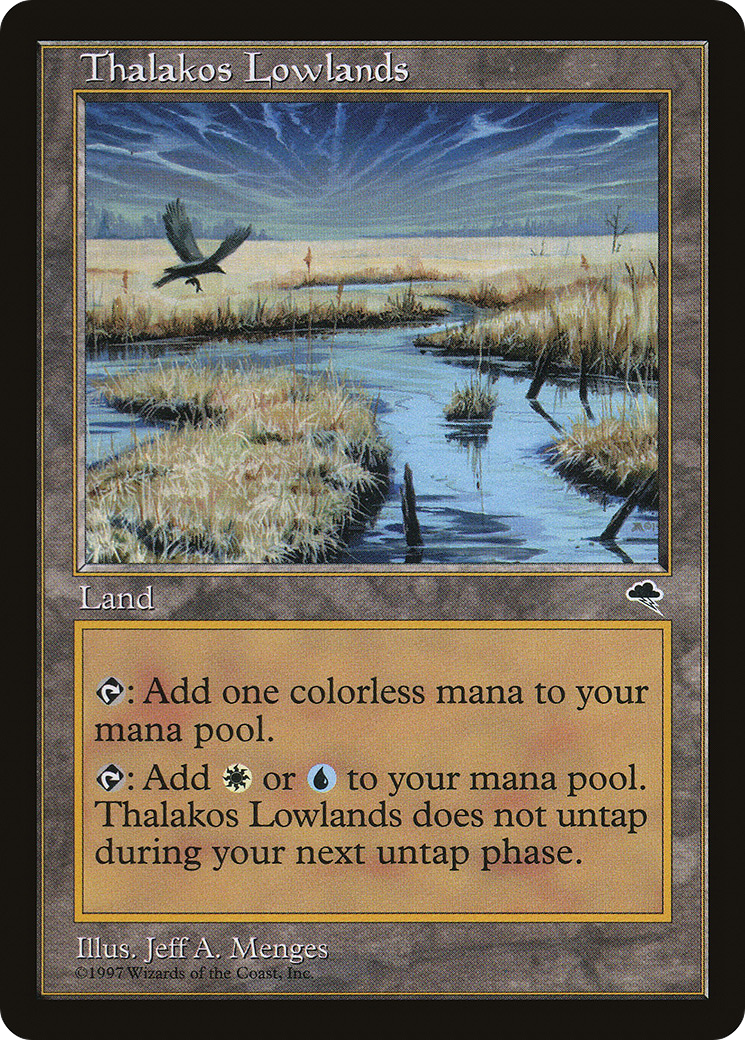 Thalakos Lowlands
Land
: Add one colorless mana to your
mana pool.
: Add or to your mana pool.
Thalakos Lowlands does not untap
during your next untap phase.
Illus. Jeff A. Menges
©1997 Wizards of the Coast, Inc.